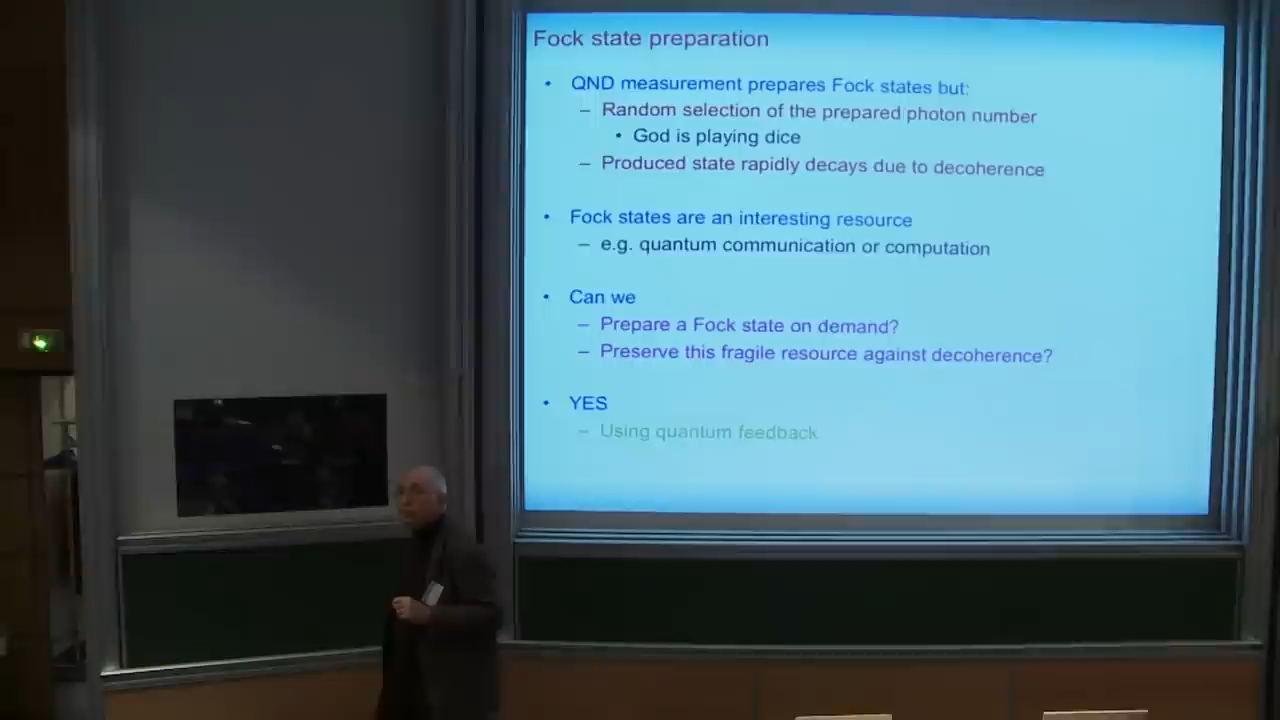 Fock state preparation
• QND measurement prepares Fock states but:
– Random selection of the prepared photon number
• God is playing dice
– Produced state rapidly decays due to decoherence
• Fock states are an interesting resource
– e.g. quantum communication or computation
• Can we
– Prepare a Fock state on demand?
– Preserve this fragile resource against decoherence?
• YES
– Using quantum feedback